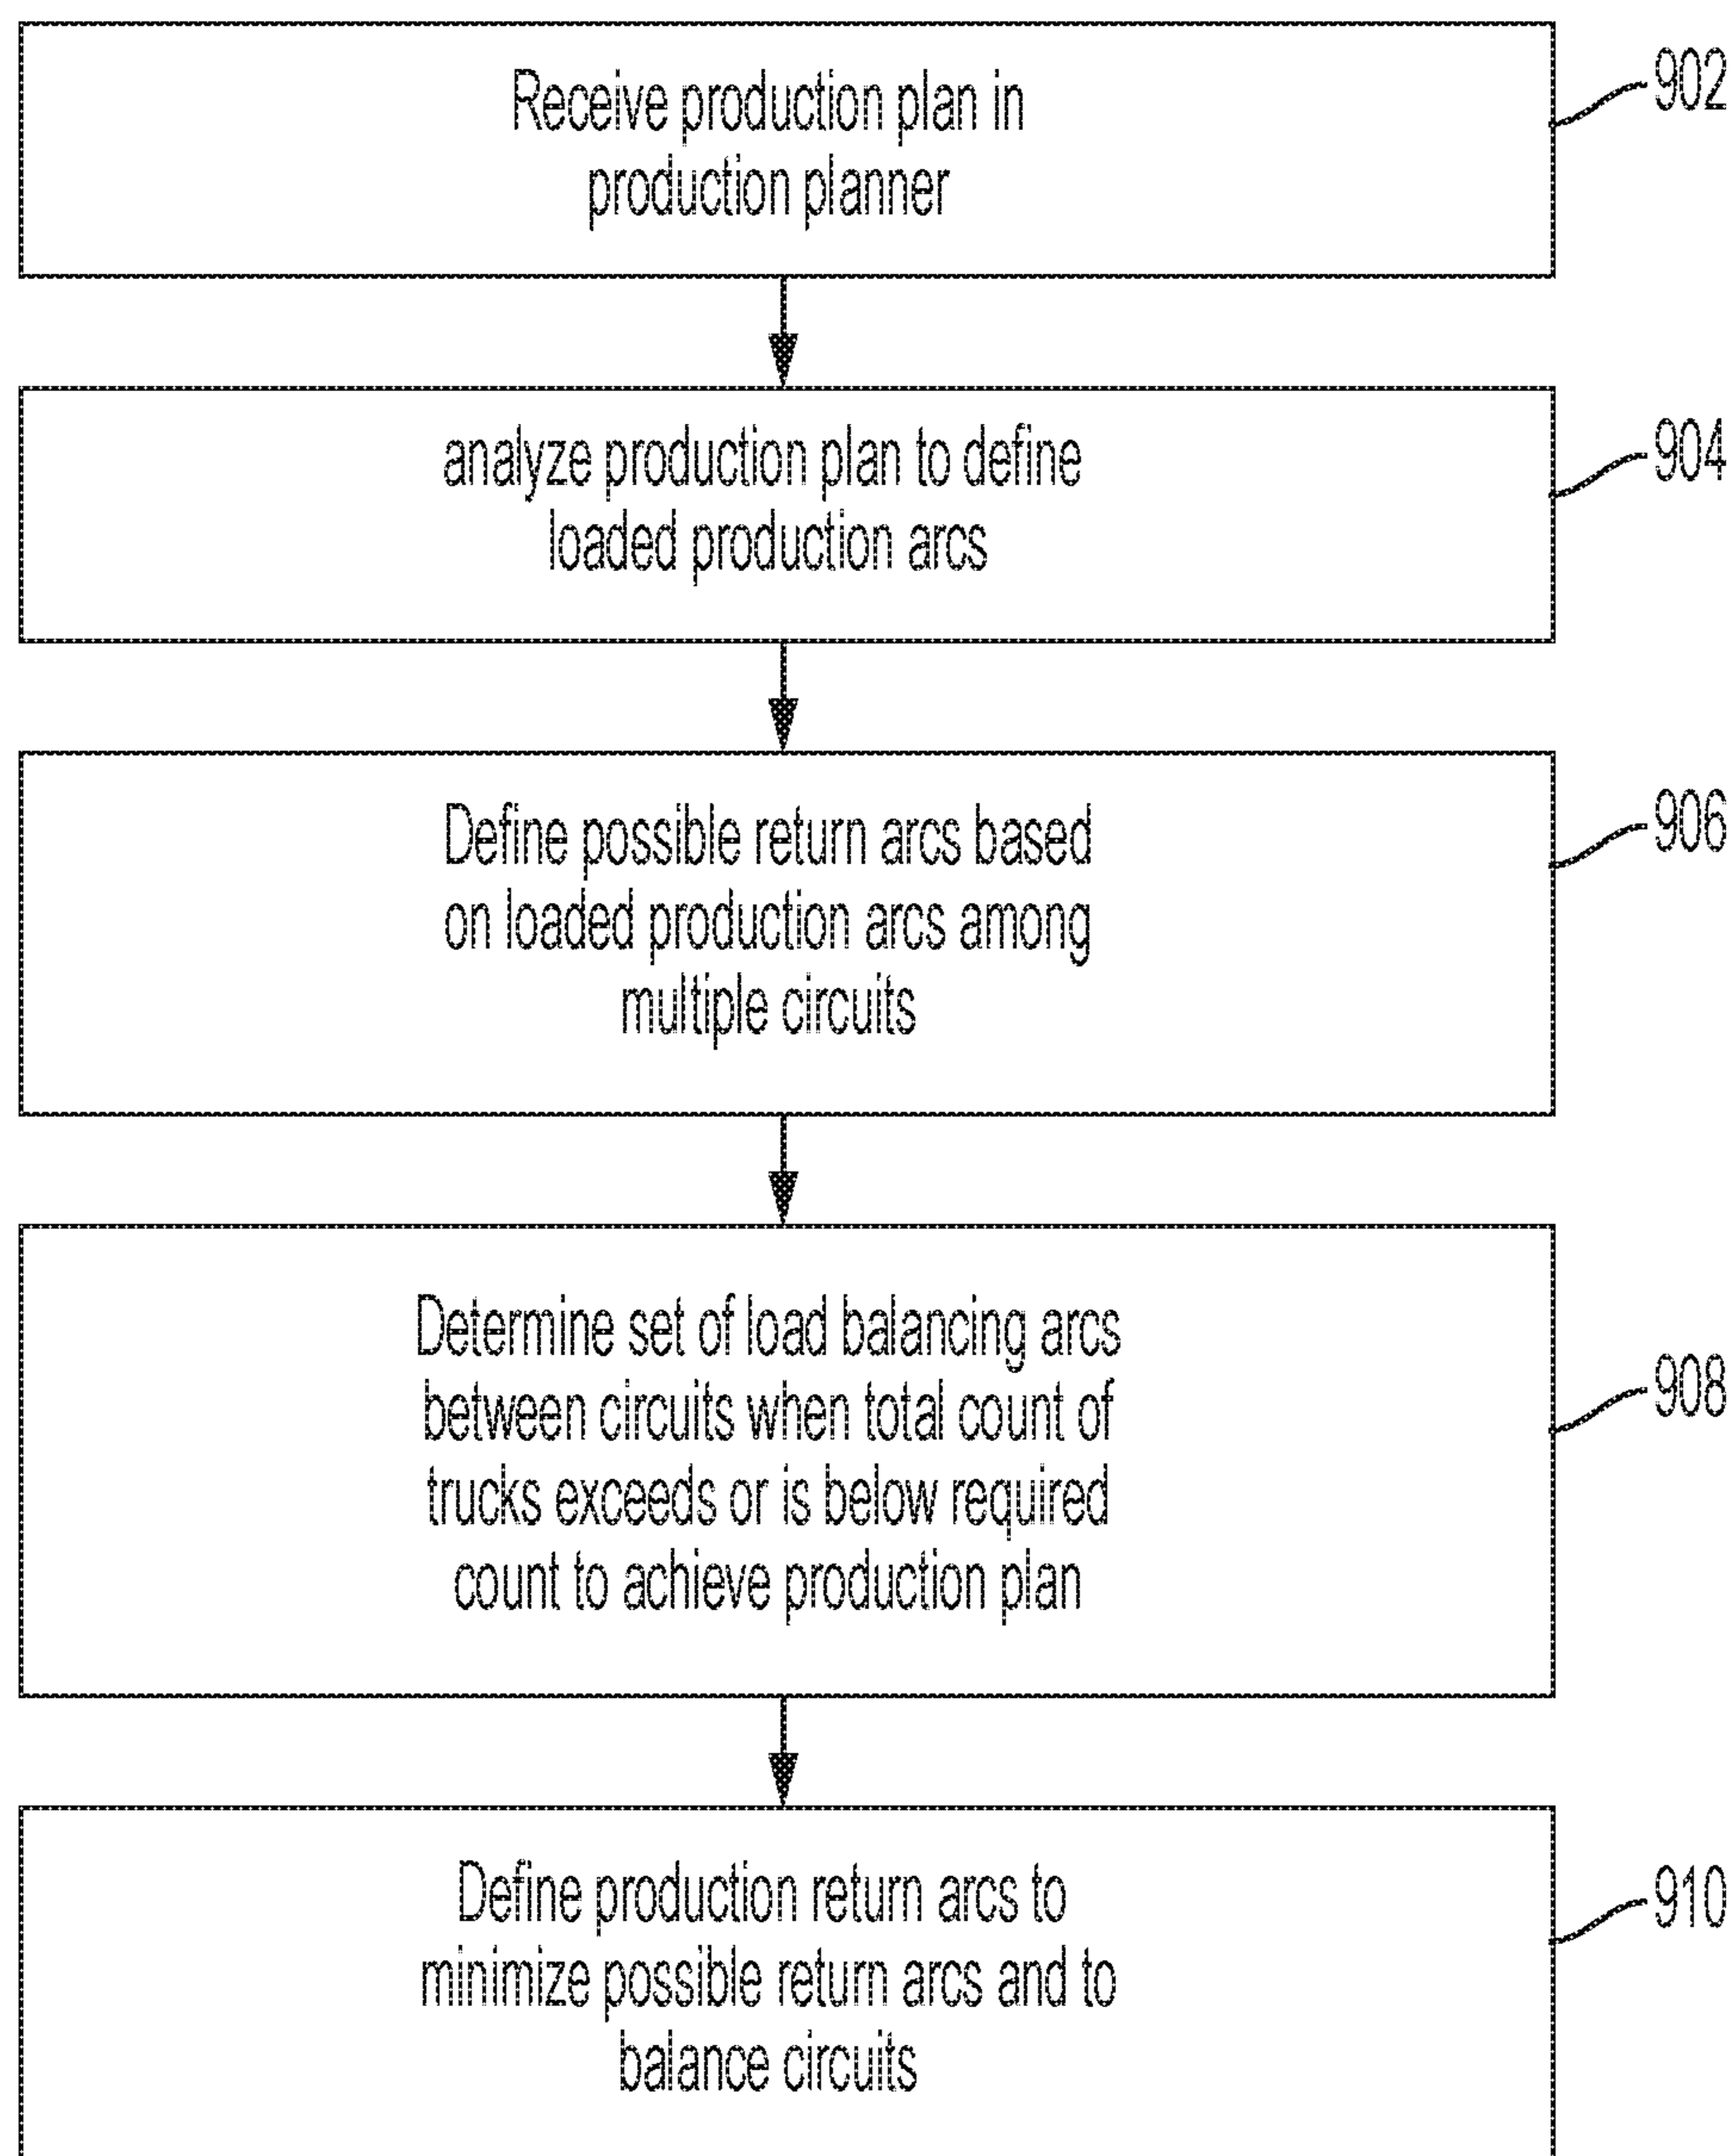 Receive production plan in
production planner
902
analyze production plan to define
loaded production arcs
904
Define possible return arcs based
on loaded production arcs among
multiple circuits
906
Determine set of load balancing arcs
between circuits when total count of
trucks exceeds or is below required
count to achieve production plan
908
Define production return arcs to
minimize possible return arcs and to
balance circuits
910